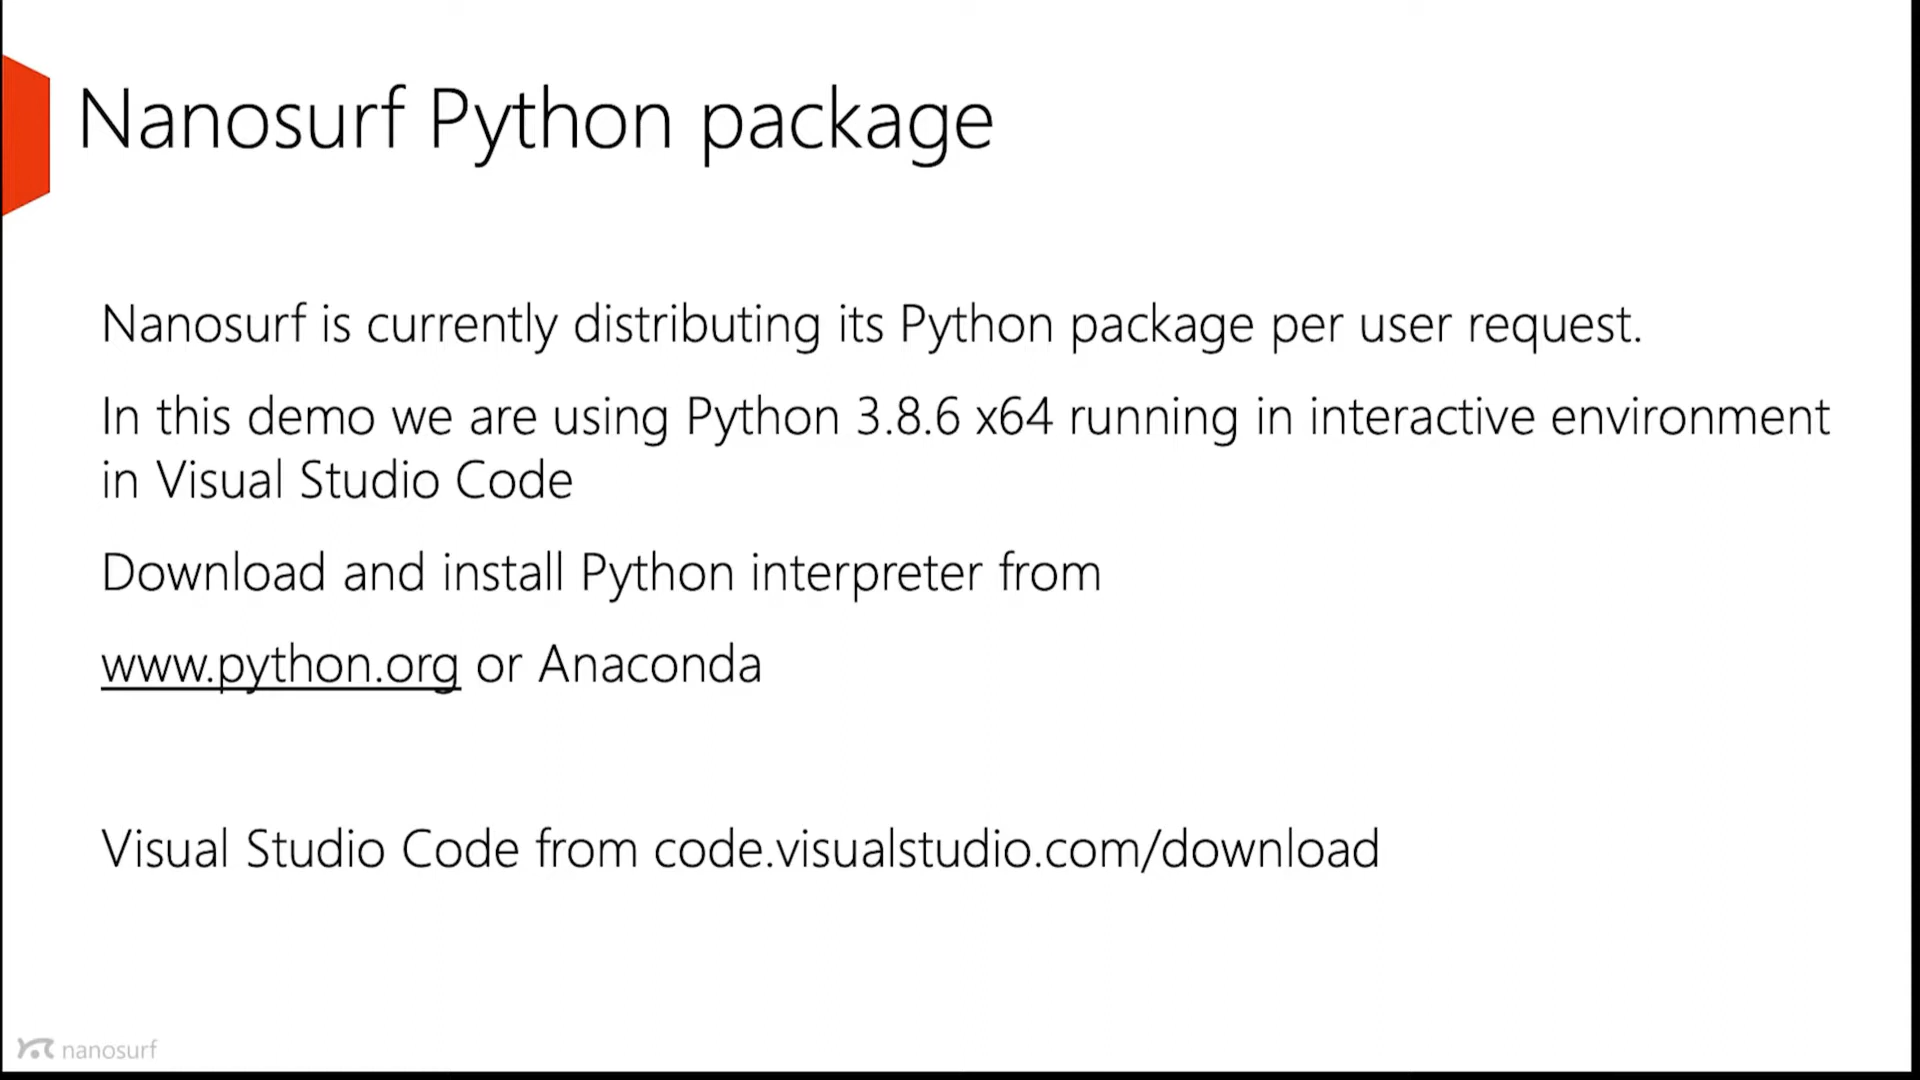 Nanosurf Python package
Nanosurf is currently distributing its Python package per user request.
In this demo we are using Python 3.8.6 x64 running in interactive environment
in Visual Studio Code
Download and install Python interpreter from
www.python.org or Anaconda
Visual Studio Code from code.visualstudio.com/download
nanosurf